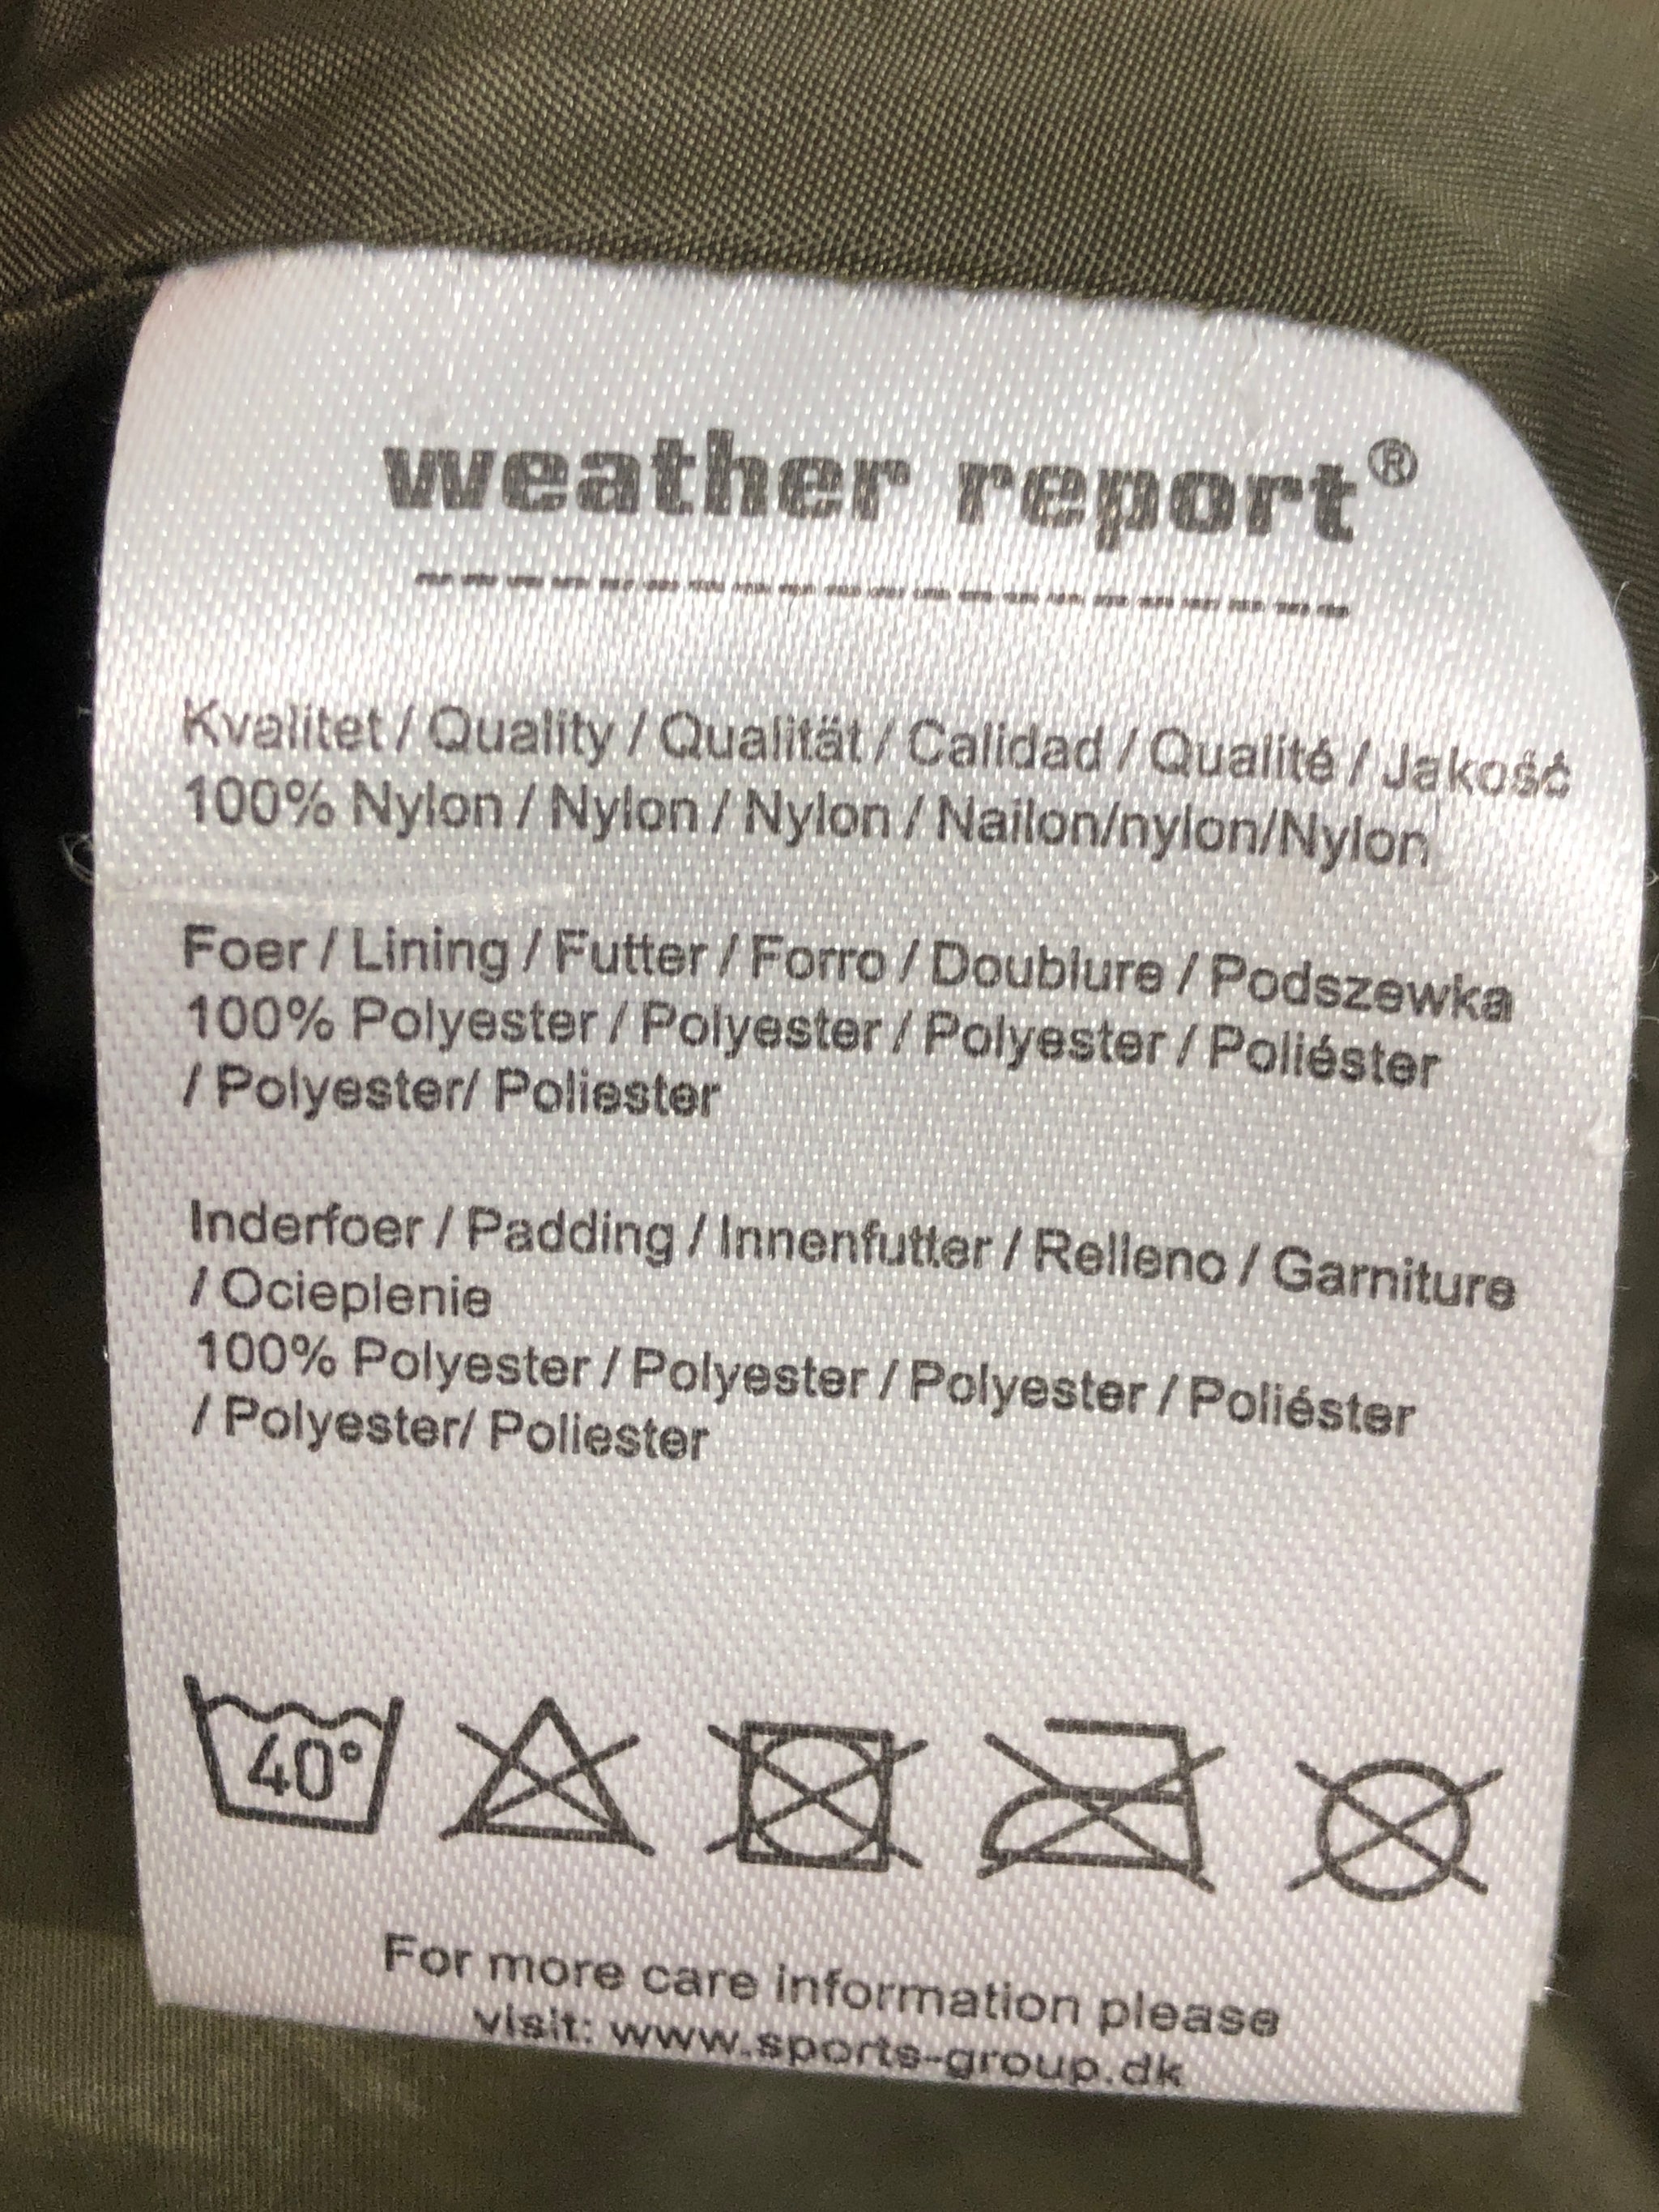 weather report®
Kvalitet / Quality / Qualität / Calidad / Qualité / Jakość
100% Nylon / Nylon / Nylon / Nailon/nylon/Nylon
Foer / Lining / Futter / Forro / Doublure / Podszewka
100% Polyester / Polyester / Polyester / Poliéster
/ Polyester/ Poliester
Inderfoer / Padding / Innenfutter / Relleno / Garniture
/ Ocieplenie
100% Polyester / Polyester / Polyester / Poliéster
/ Polyester/ Poliester
40°
For more care information please
visit: www.sports-group.dk